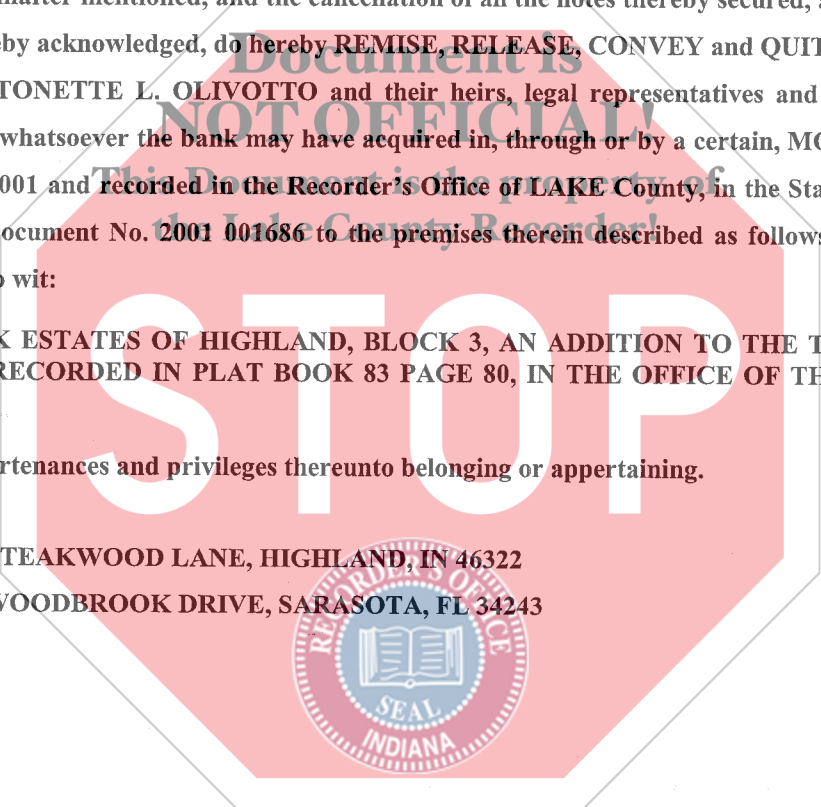 after mentioned, and the cancellation of all the notes thereby secured,
eby acknowledged, do hereby REMISE, RELEASE, CONVEY and QUIT
TONETTE L. OLIVOTTO and their heirs, legal representatives and
whatsoever the bank may have acquired in, through or by a certain, MO
001 and recorded in the Recorder's Office of LAKE County, in the Sta
ocument No. 2001 001686 to the premises therein described as follows
o wit:
K ESTATES OF HIGHLAND, BLOCK 3, AN ADDITION TO THE T
RECORDED IN PLAT BOOK 83 PAGE 80, IN THE OFFICE OF TH
rtenances and privileges thereunto belonging or appertaining.
TEAKWOOD LANE, HIGHLAND, IN 46322
WOODBROOK DRIVE, SARASOTA, FL 34243
Document is
NOT OFFICIAL!
This Document is the property of
the Lake County Recorder!
STOP
RECORDER'S OFFICE
SEAL
INDIANA